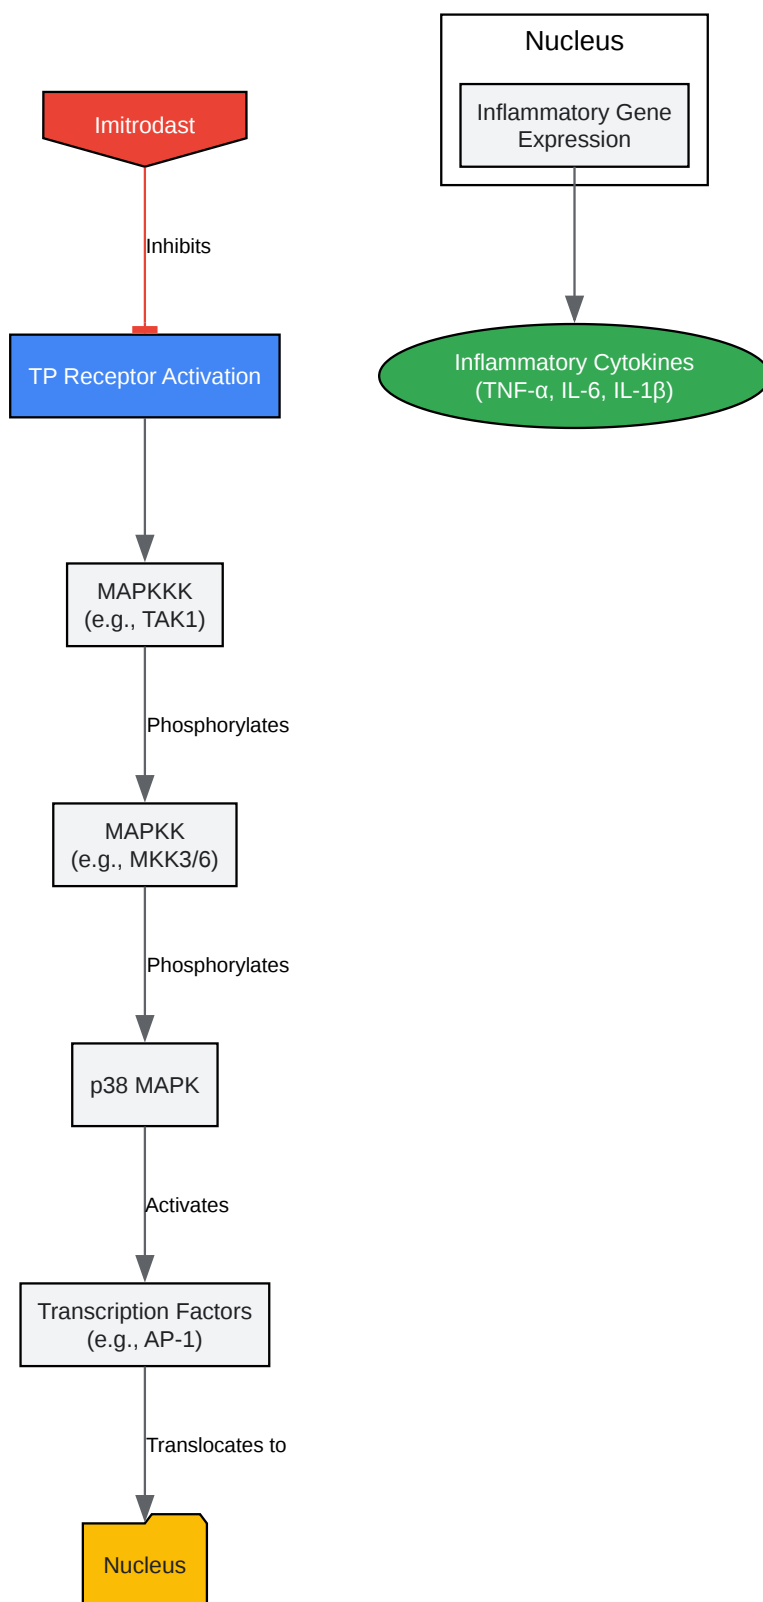 Imitrodast
Inhibits
TP Receptor Activation
MAPKKK
(e.g., TAK1)
Phosphorylates
MAPKK
(e.g., MKK3/6)
Phosphorylates
p38 MAPK
Activates
Transcription Factors
(e.g., AP-1)
Translocates to
Nucleus
Nucleus
Inflammatory Gene
Expression
Inflammatory Cytokines
(TNF-α, IL-6, IL-1β)